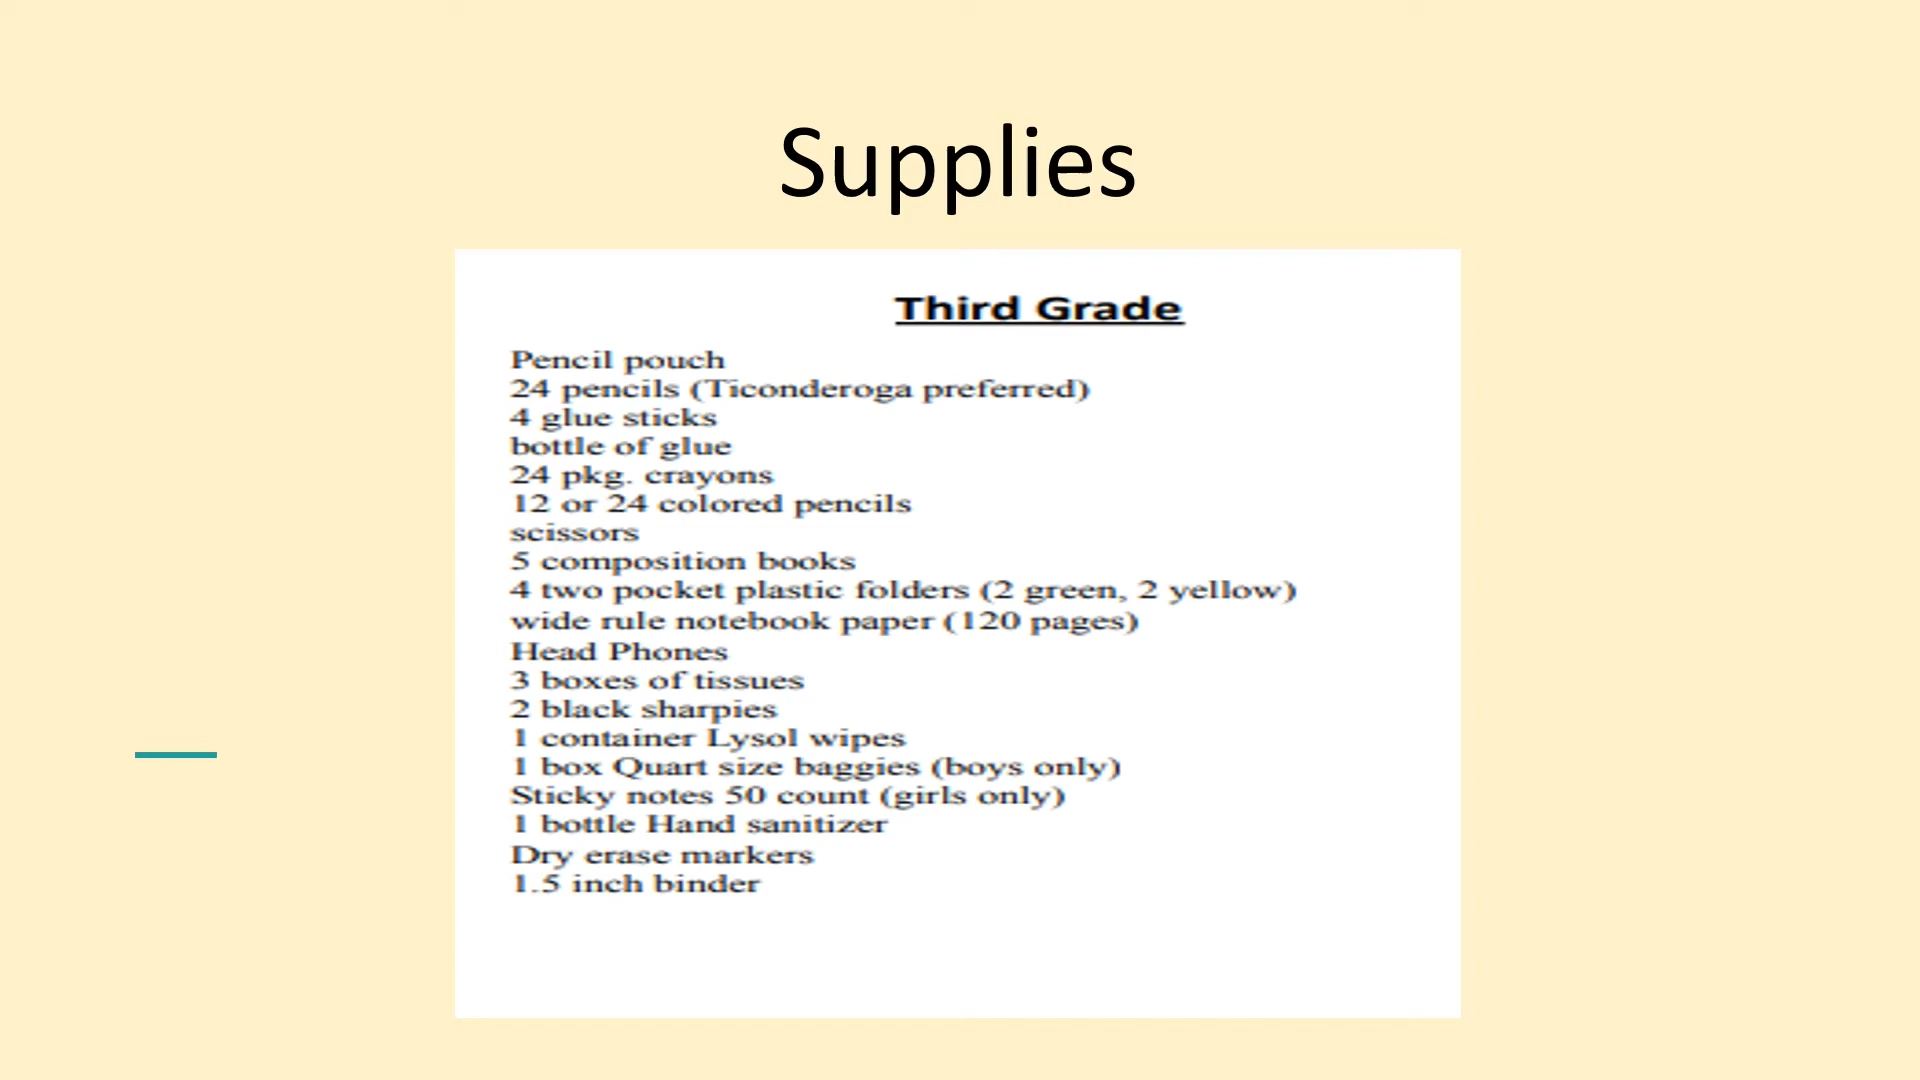 Supplies
Third Grade
Pencil pouch
24 pencils (Ticonderoga preferred)
4 glue sticks
bottle of glue
24 pkg. crayons
12 or 24 colored pencils
scissors
5 composition books
4 two pocket plastic folders (2 green, 2 yellow)
wide rule notebook paper (120 pages)
Head Phones
3 boxes of tissues
2 black sharpies
1 container Lysol wipes
1 box Quart size baggies (boys only)
Sticky notes 50 count (girls only)
1 bottle Hand sanitizer
Dry erase markers
1.5 inch binder